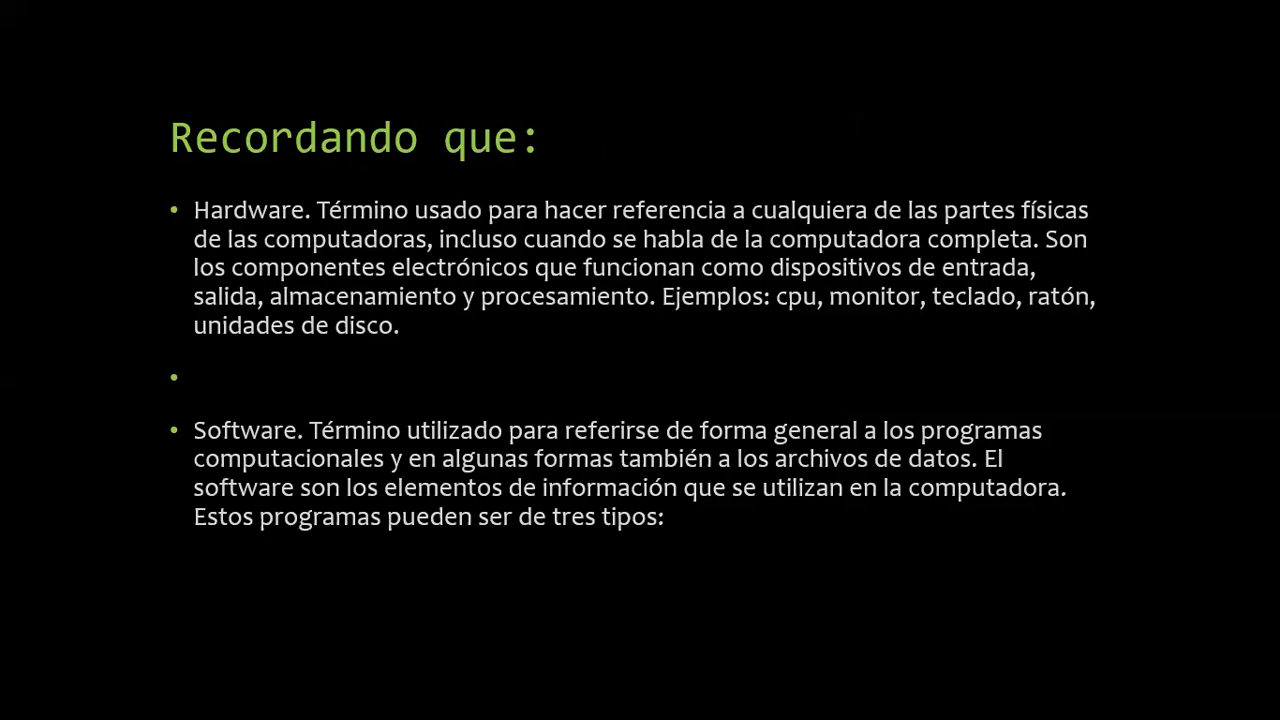 Recordando que:
• Hardware. Término usado para hacer referencia a cualquiera de las partes físicas
de las computadoras, incluso cuando se habla de la computadora completa. Son
los componentes electrónicos que funcionan como dispositivos de entrada,
salida, almacenamiento y procesamiento. Ejemplos: cpu, monitor, teclado, ratón,
unidades de disco.
•
• Software. Término utilizado para referirse de forma general a los programas
computacionales y en algunas formas también a los archivos de datos. El
software son los elementos de información que se utilizan en la computadora.
Estos programas pueden ser de tres tipos: